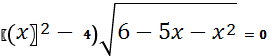 〖(x)〗² − 4)√(6 − 5x − x²) = 0